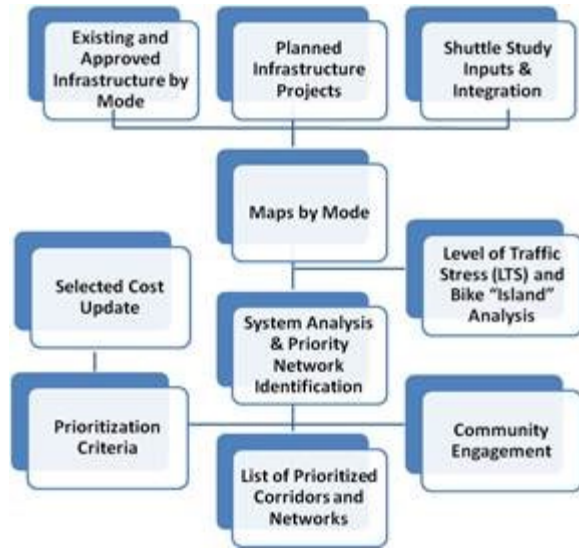 Existing and
Approved
Infrastructure by
Mode
Planned
Infrastructure
Projects
Shuttle Study
Inputs &
Integration
Maps by Mode
Level of Traffic
Stress (LTS) and
Bike “Island”
Analysis
Selected Cost
Update
System Analysis
& Priority
Network
Identification
Prioritization
Criteria
Community
Engagement
List of Prioritized
Corridors and
Networks